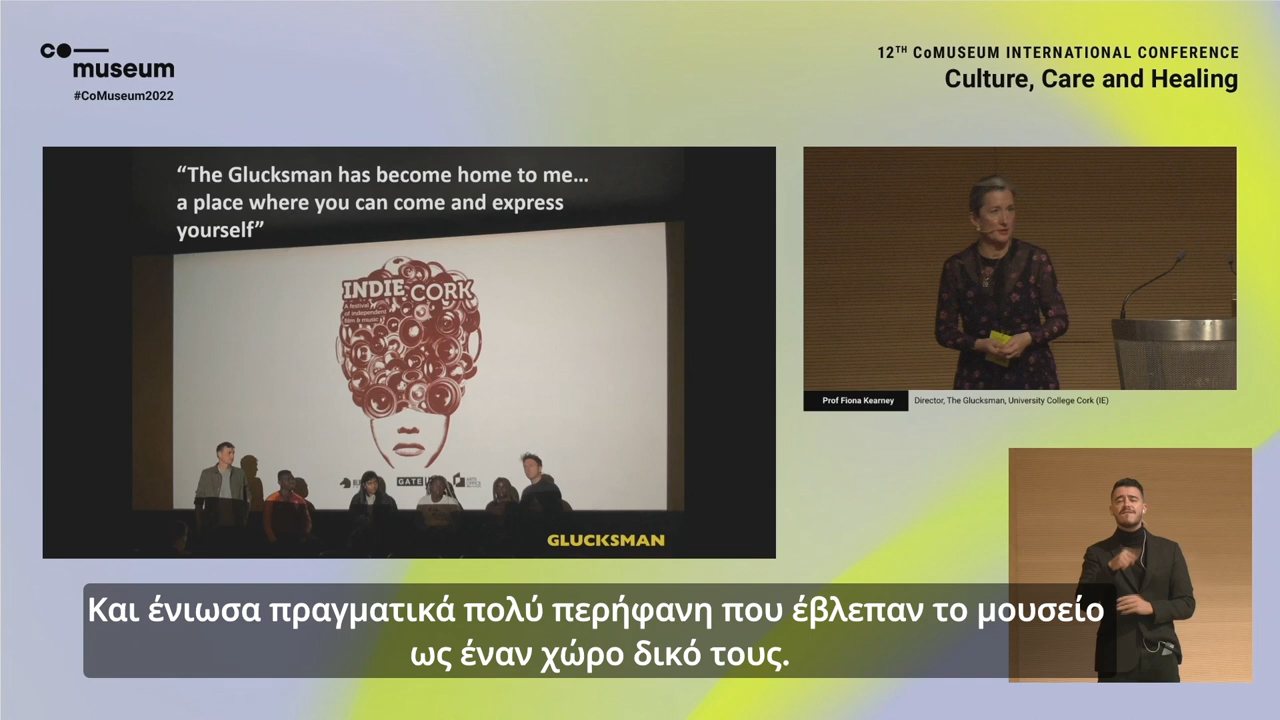 co museum
#CoMuseum2022
12TH CoMUSEUM INTERNATIONAL CONFERENCE
Culture, Care and Healing
“The Glucksman has become home to me...
a place where you can come and express
yourself”
INDIE CORK
A festival
of independent
film & music
GATE
GLUCKSMAN
Prof Fiona Kearney
Director, The Glucksman, University College Cork (IE)
Και ένιωσα πραγματικά πολύ περήφανη που έβλεπαν το μουσείο
ως έναν χώρο δικό τους.